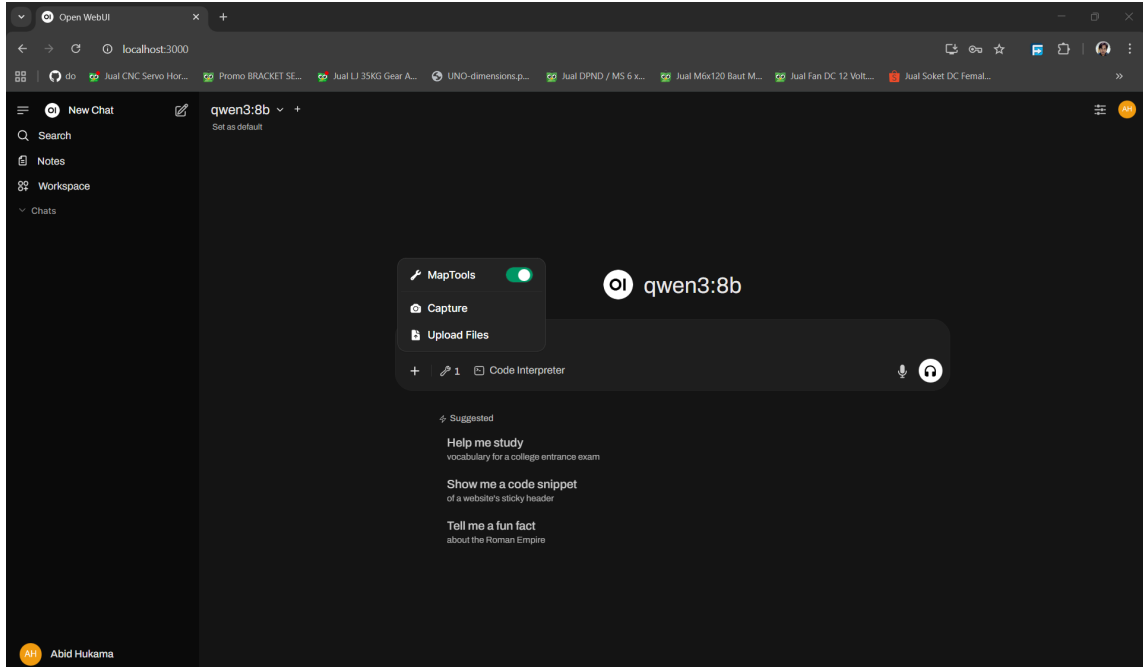 Open WebUI
localhost:3000
do
Jual CNC Servo Hor...
Promo BRACKET SE...
Jual LJ 35KG Gear A...
UNO-dimensions.p...
Jual DPND / MS 6 x...
Jual M6x120 Baut M...
Jual Fan DC 12 Volt....
Jual Soket DC Femal...
OI New Chat
qwen3:8b
Set as default
Search
Notes
Workspace
Chats
MapTools
OI qwen3:8b
Capture
Upload Files
1 Code Interpreter
Suggested
Help me study
vocabulary for a college entrance exam
Show me a code snippet
of a website's sticky header
Tell me a fun fact
about the Roman Empire
AH Abid Hukama
AH